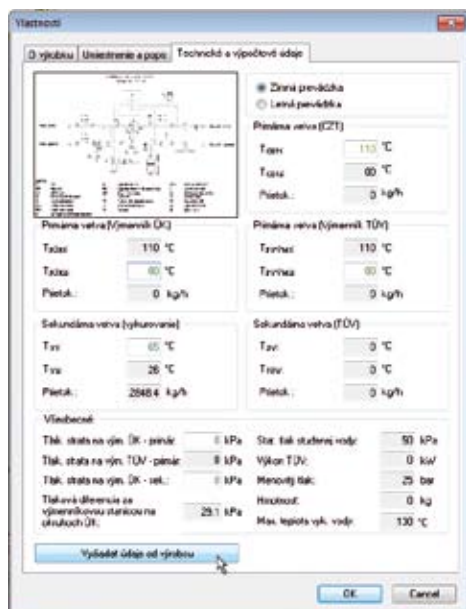 Vlastnosti
O výrobku
Umiestnenie a popis
Technické a výpočtové údaje
Zimná prevádzka
Letná prevádzka
Primárna vetva (CZT)
110 °C
60 °C
Prietok.: 0 kg/h
Primárna vetva (Výmenník ÚK)
110 °C
60 °C
Prietok.: 0 kg/h
Primárna vetva (Výmenník TÚV)
110 °C
60 °C
Prietok.: 0 kg/h
Sekundárna vetva (vykurovanie)
65 °C
26 °C
Prietok.: 2848.4 kg/h
Sekundárna vetva (TÚV)
0 °C
0 °C
Prietok.: 0 kg/h
Všeobecné
Tlak. strata na vým. ÚK - primár: 0 kPa
Tlak. strata na vým. TÚV - primár: 0 kPa
Tlak. strata na vým. ÚK - sek.: 0 kPa
Tlaková diferencia za
výmenníkovou stanicou na
okruhoch ÚK: 29.1 kPa
Stat. tlak studenej vody: 50 kPa
Výkon TÚV: 0 kW
Menovitý tlak: 25 bar
Hmotnosť: 0 kg
Max. teplota vyk. vody: 130 °C
Vyžiadať údaje od výrobcu
OK
Cancel